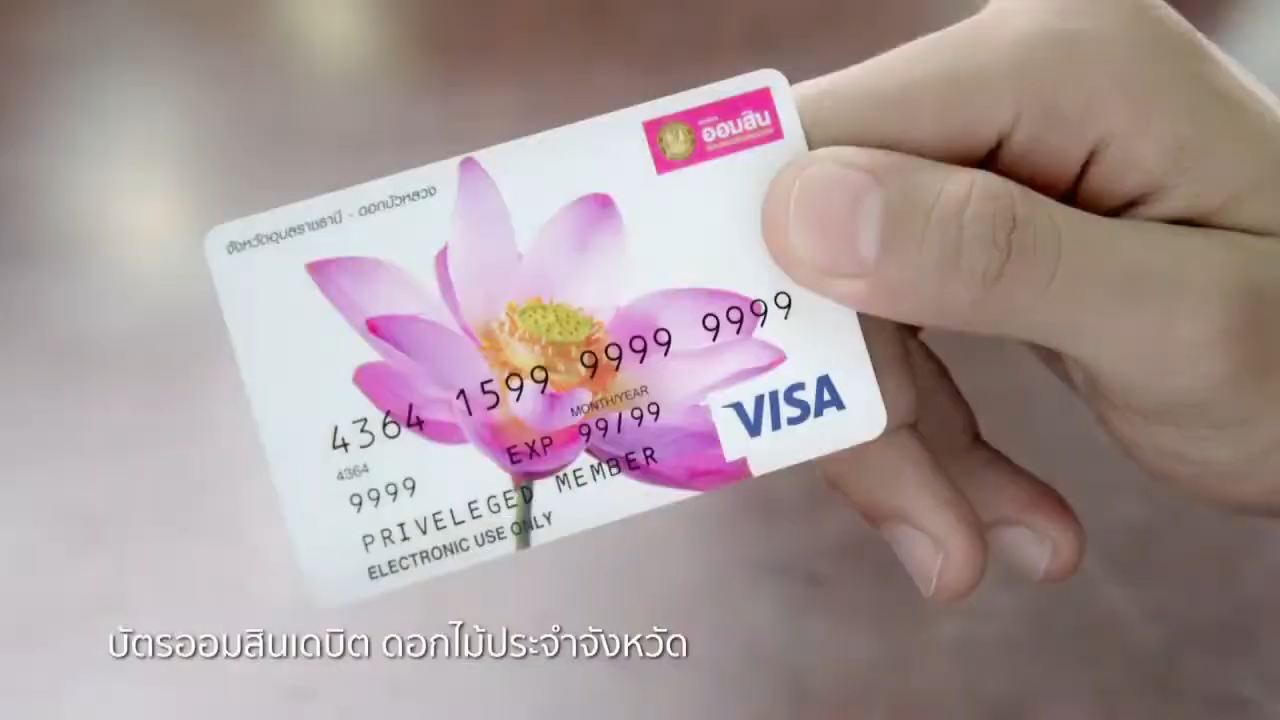 ออมสิน
จังหวัดอุบลราชธานี - ดอกบัวหลวง
4364 1599 9999 9999
4364
MONTH/YEAR
9999 EXP 99/99
PRIVELEGED MEMBER
ELECTRONIC USE ONLY
VISA
บัตรออมสินเดบิต ดอกไม้ประจำจังหวัด